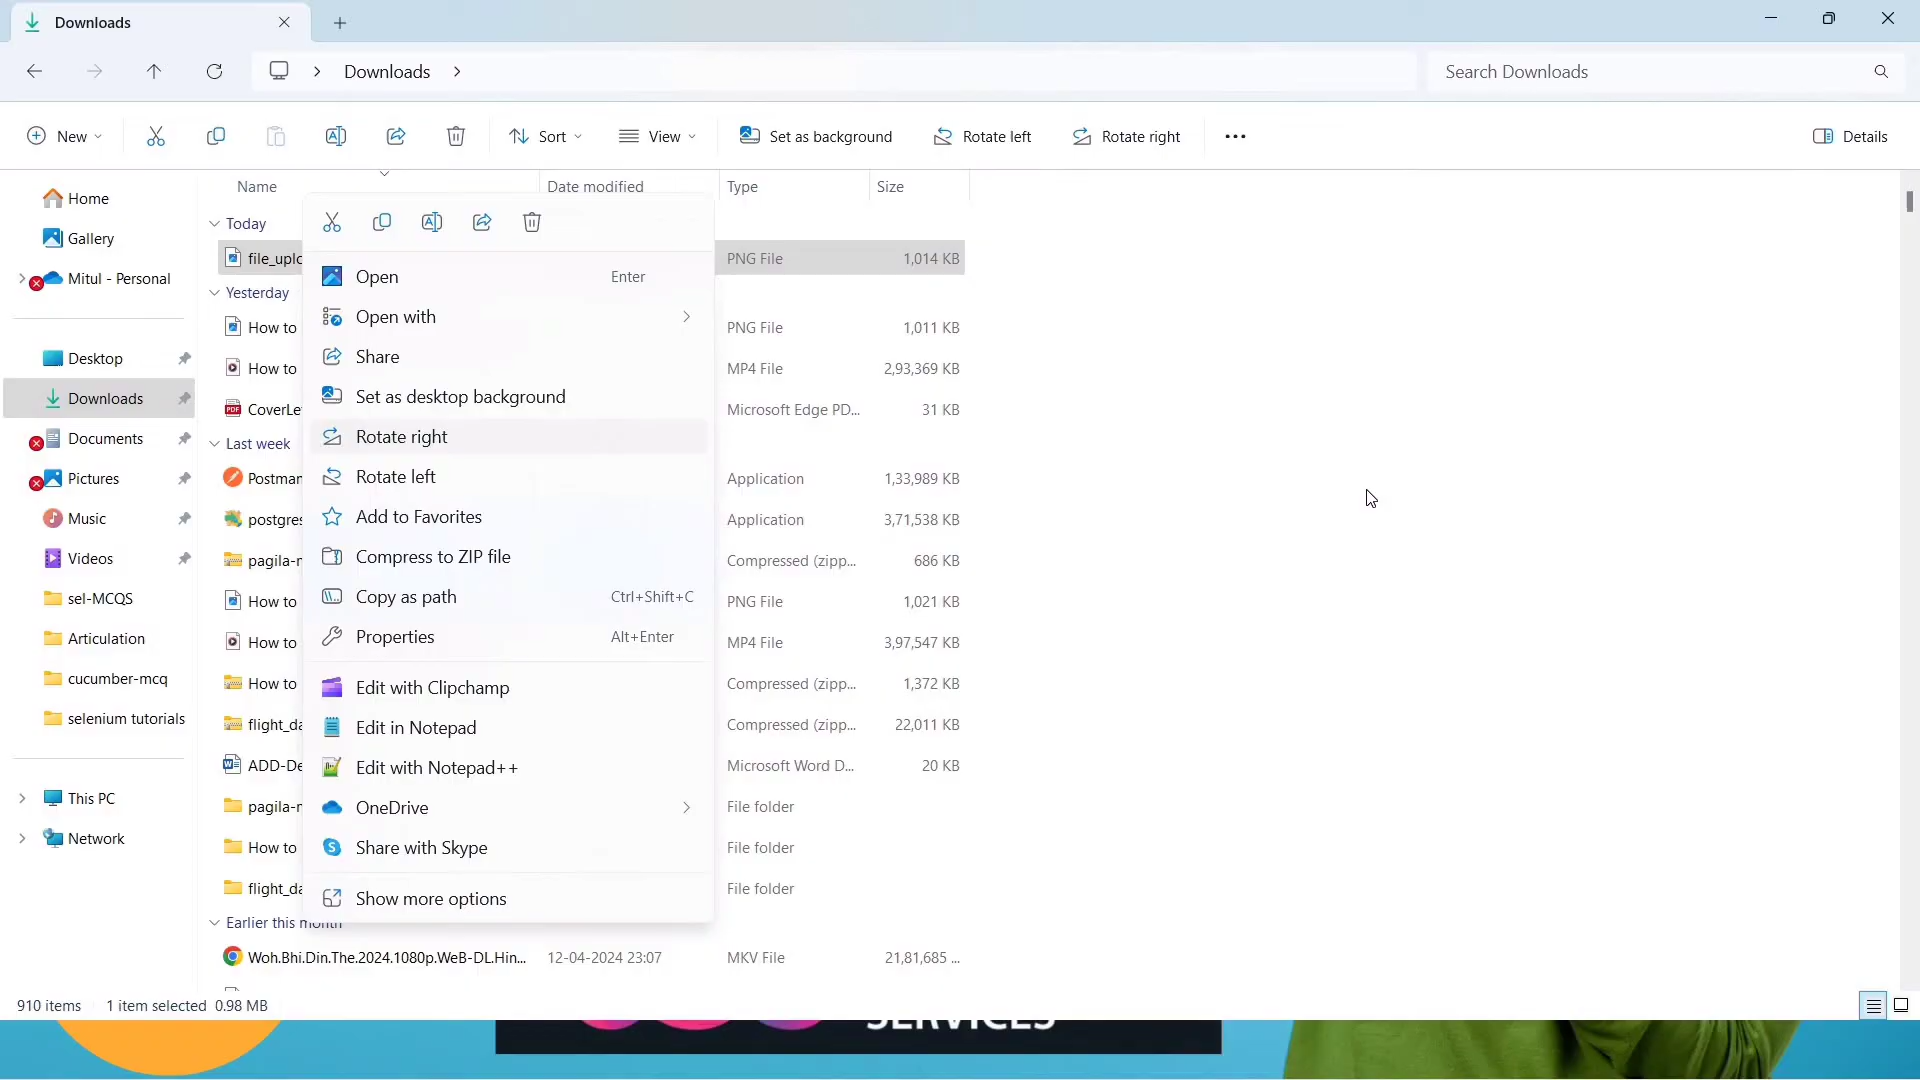 Downloads
Downloads
Search Downloads
New
Sort
View
Set as background
Rotate left
Rotate right
Details
Name
Date modified
Type
Size
Home
Gallery
Mitul - Personal
Desktop
Downloads
Documents
Pictures
Music
Videos
sel-MCQS
Articulation
cucumber-mcq
selenium tutorials
This PC
Network
Today
file_uplo
PNG File 1,014 KB
Yesterday
How to
PNG File 1,011 KB
How to
MP4 File 2,93,369 KB
CoverLe
Microsoft Edge PD... 31 KB
Last week
Postman
Application 1,33,989 KB
postgres
Application 3,71,538 KB
pagila-n
Compressed (zipp... 686 KB
How to
PNG File 1,021 KB
How to
MP4 File 3,97,547 KB
How to
Compressed (zipp... 1,372 KB
flight_da
Compressed (zipp... 22,011 KB
ADD-De
Microsoft Word D... 20 KB
pagila-n
File folder
How to
File folder
flight_da
File folder
Earlier this month
Woh.Bhi.Din.The.2024.1080p.WeB-DL.Hin... 12-04-2024 23:07 MKV File 21,81,685 ...
Open Enter
Open with
Share
Set as desktop background
Rotate right
Rotate left
Add to Favorites
Compress to ZIP file
Copy as path Ctrl+Shift+C
Properties Alt+Enter
Edit with Clipchamp
Edit in Notepad
Edit with Notepad++
OneDrive
Share with Skype
Show more options
910 items 1 item selected 0.98 MB
SERVICES